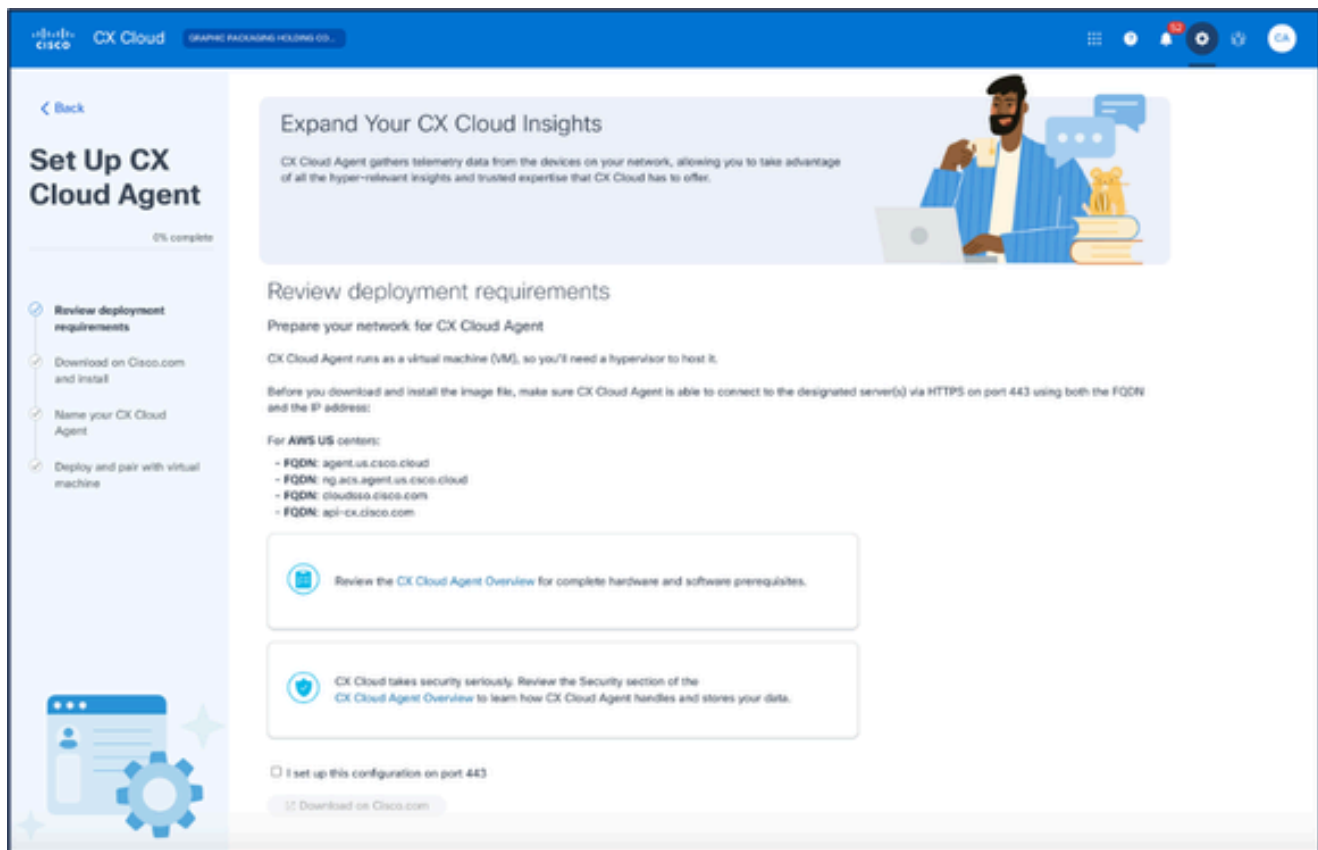 CISCO CX Cloud GRAPHIC PACKAGING HOLDING CO...
52
CA
Back
Set Up CX
Cloud Agent
0% complete
Review deployment
requirements
Download on Cisco.com
and install
Name your CX Cloud
Agent
Deploy and pair with virtual
machine
Expand Your CX Cloud Insights
CX Cloud Agent gathers telemetry data from the devices on your network, allowing you to take advantage
of all the hyper-relevant insights and trusted expertise that CX Cloud has to offer.
Review deployment requirements
Prepare your network for CX Cloud Agent
CX Cloud Agent runs as a virtual machine (VM), so you'll need a hypervisor to host it.
Before you download and install the image file, make sure CX Cloud Agent is able to connect to the designated server(s) via HTTPS on port 443 using both the FQDN
and the IP address:
For AWS US centers:
- FQDN: agent.us.csco.cloud
- FQDN: ng.acs.agent.us.csco.cloud
- FQDN: cloudsso.cisco.com
- FQDN: api-cx.cisco.com
Review the CX Cloud Agent Overview for complete hardware and software prerequisites.
CX Cloud takes security seriously. Review the Security section of the
CX Cloud Agent Overview to learn how CX Cloud Agent handles and stores your data.
I set up this configuration on port 443
Download on Cisco.com